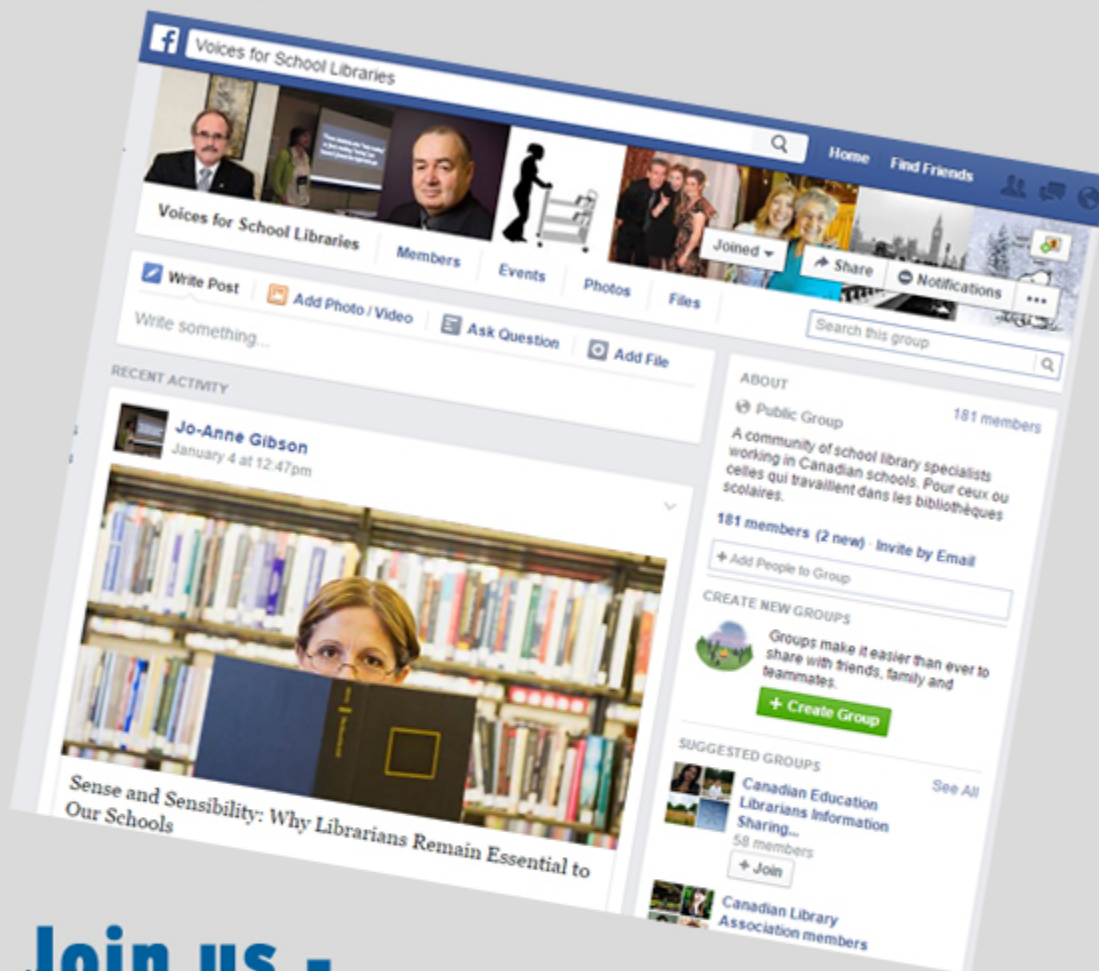 Voices for School Libraries
Home Find Friends
Voices for School Libraries Members Events Photos Files
Joined Share Notifications ...
Search this group
Write Post Add Photo / Video Ask Question Add File
Write something...
RECENT ACTIVITY
Jo-Anne Gibson
January 4 at 12:47pm
Sense and Sensibility: Why Librarians Remain Essential to
Our Schools
ABOUT
Public Group 181 members
A community of school library specialists
working in Canadian schools. Pour ceux ou
celles qui travaillent dans les bibliothèques
scolaires.
181 members (2 new) · Invite by Email
+ Add People to Group
CREATE NEW GROUPS
Groups make it easier than ever to
share with friends, family and
teammates.
+ Create Group
SUGGESTED GROUPS See All
Canadian Education
Librarians Information
Sharing...
58 members
+ Join
Canadian Library
Association members
Join us -